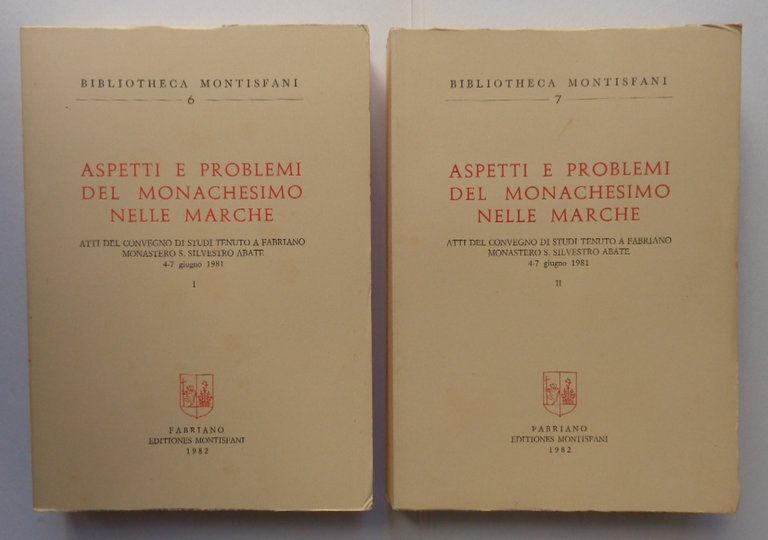 BIBLIOTHECA MONTISFANI
6
ASPETTI E PROBLEMI
DEL MONACHESIMO
NELLE MARCHE
ATTI DEL CONVEGNO DI STUDI TENUTO A FABRIANO
MONASTERO S. SILVESTRO ABATE
4-7 giugno 1981
I
FABRIANO
EDITIONES MONTISFANI
1982
BIBLIOTHECA MONTISFANI
7
ASPETTI E PROBLEMI
DEL MONACHESIMO
NELLE MARCHE
ATTI DEL CONVEGNO DI STUDI TENUTO A FABRIANO
MONASTERO S. SILVESTRO ABATE
4-7 giugno 1981
II
FABRIANO
EDITIONES MONTISFANI
1982